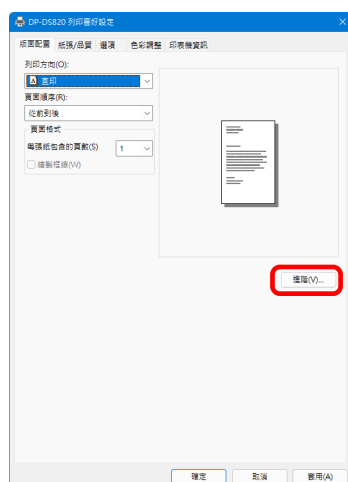 DP-DS820 列印喜好設定
版面配置 紙張/品質 選項 色彩調整 印表機資訊
列印方向(O):
A 直印
頁面順序(R):
從前到後
頁面格式
每張紙包含的頁數(S) 1
繪製框線(W)
進階(V)...
確定 取消 套用(A)